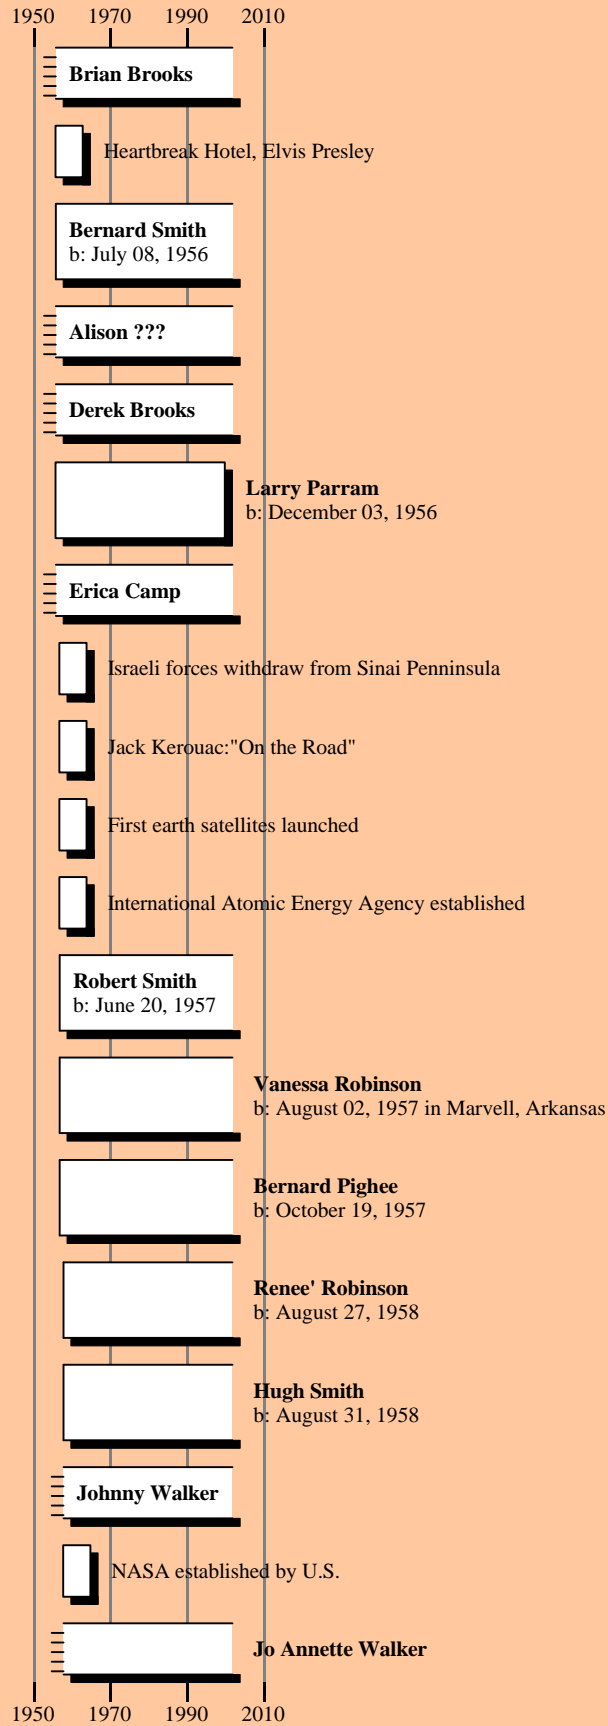 1950 1970 1990 2010
Brian Brooks
Heartbreak Hotel, Elvis Presley
Bernard Smith
b: July 08, 1956
Alison ???
Derek Brooks
Larry Parram
b: December 03, 1956
Erica Camp
Israeli forces withdraw from Sinai Penninsula
Jack Kerouac:"On the Road"
First earth satellites launched
International Atomic Energy Agency established
Robert Smith
b: June 20, 1957
Vanessa Robinson
b: August 02, 1957 in Marvell, Arkansas
Bernard Pighee
b: October 19, 1957
Renee' Robinson
b: August 27, 1958
Hugh Smith
b: August 31, 1958
Johnny Walker
NASA established by U.S.
Jo Annette Walker
1950 1970 1990 2010